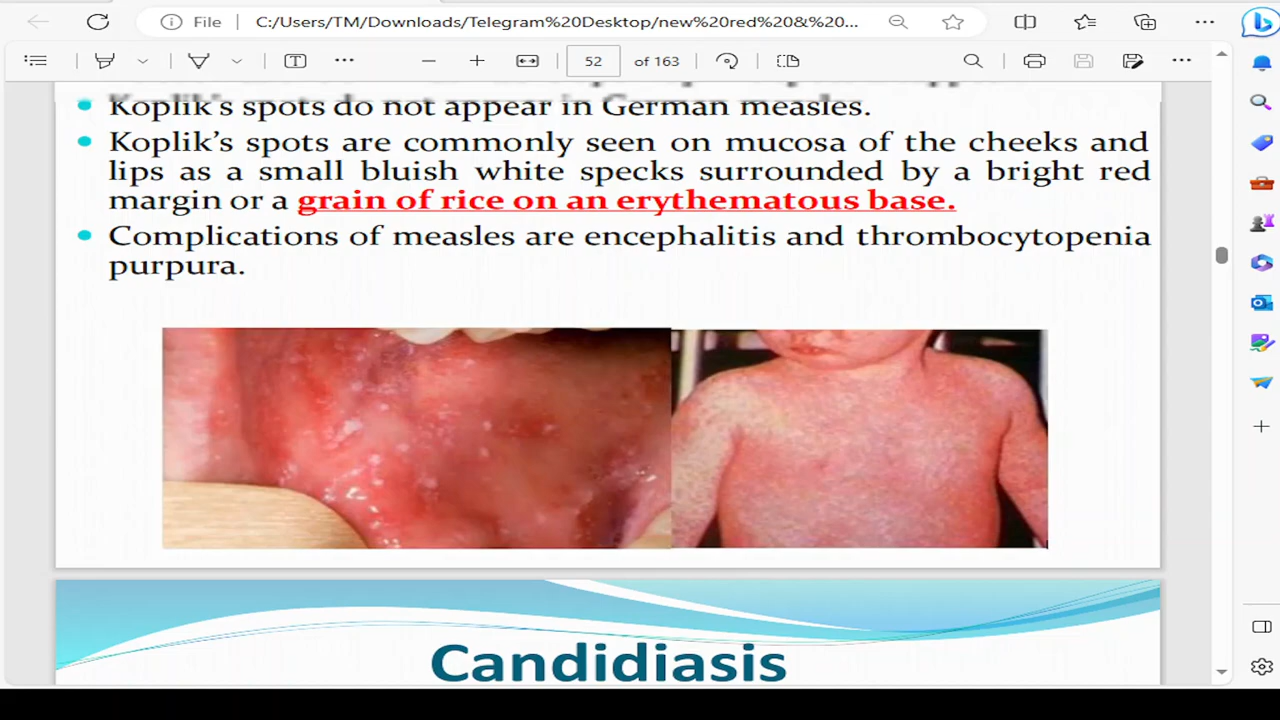 File
C:/Users/TM/Downloads/Telegram%20Desktop/new%20red%20&%20...
52 of 163
Koplik's spots do not appear in German measles.
Koplik's spots are commonly seen on mucosa of the cheeks and
lips as a small bluish white specks surrounded by a bright red
margin or a grain of rice on an erythematous base.
Complications of measles are encephalitis and thrombocytopenia
purpura.
Candidiasis